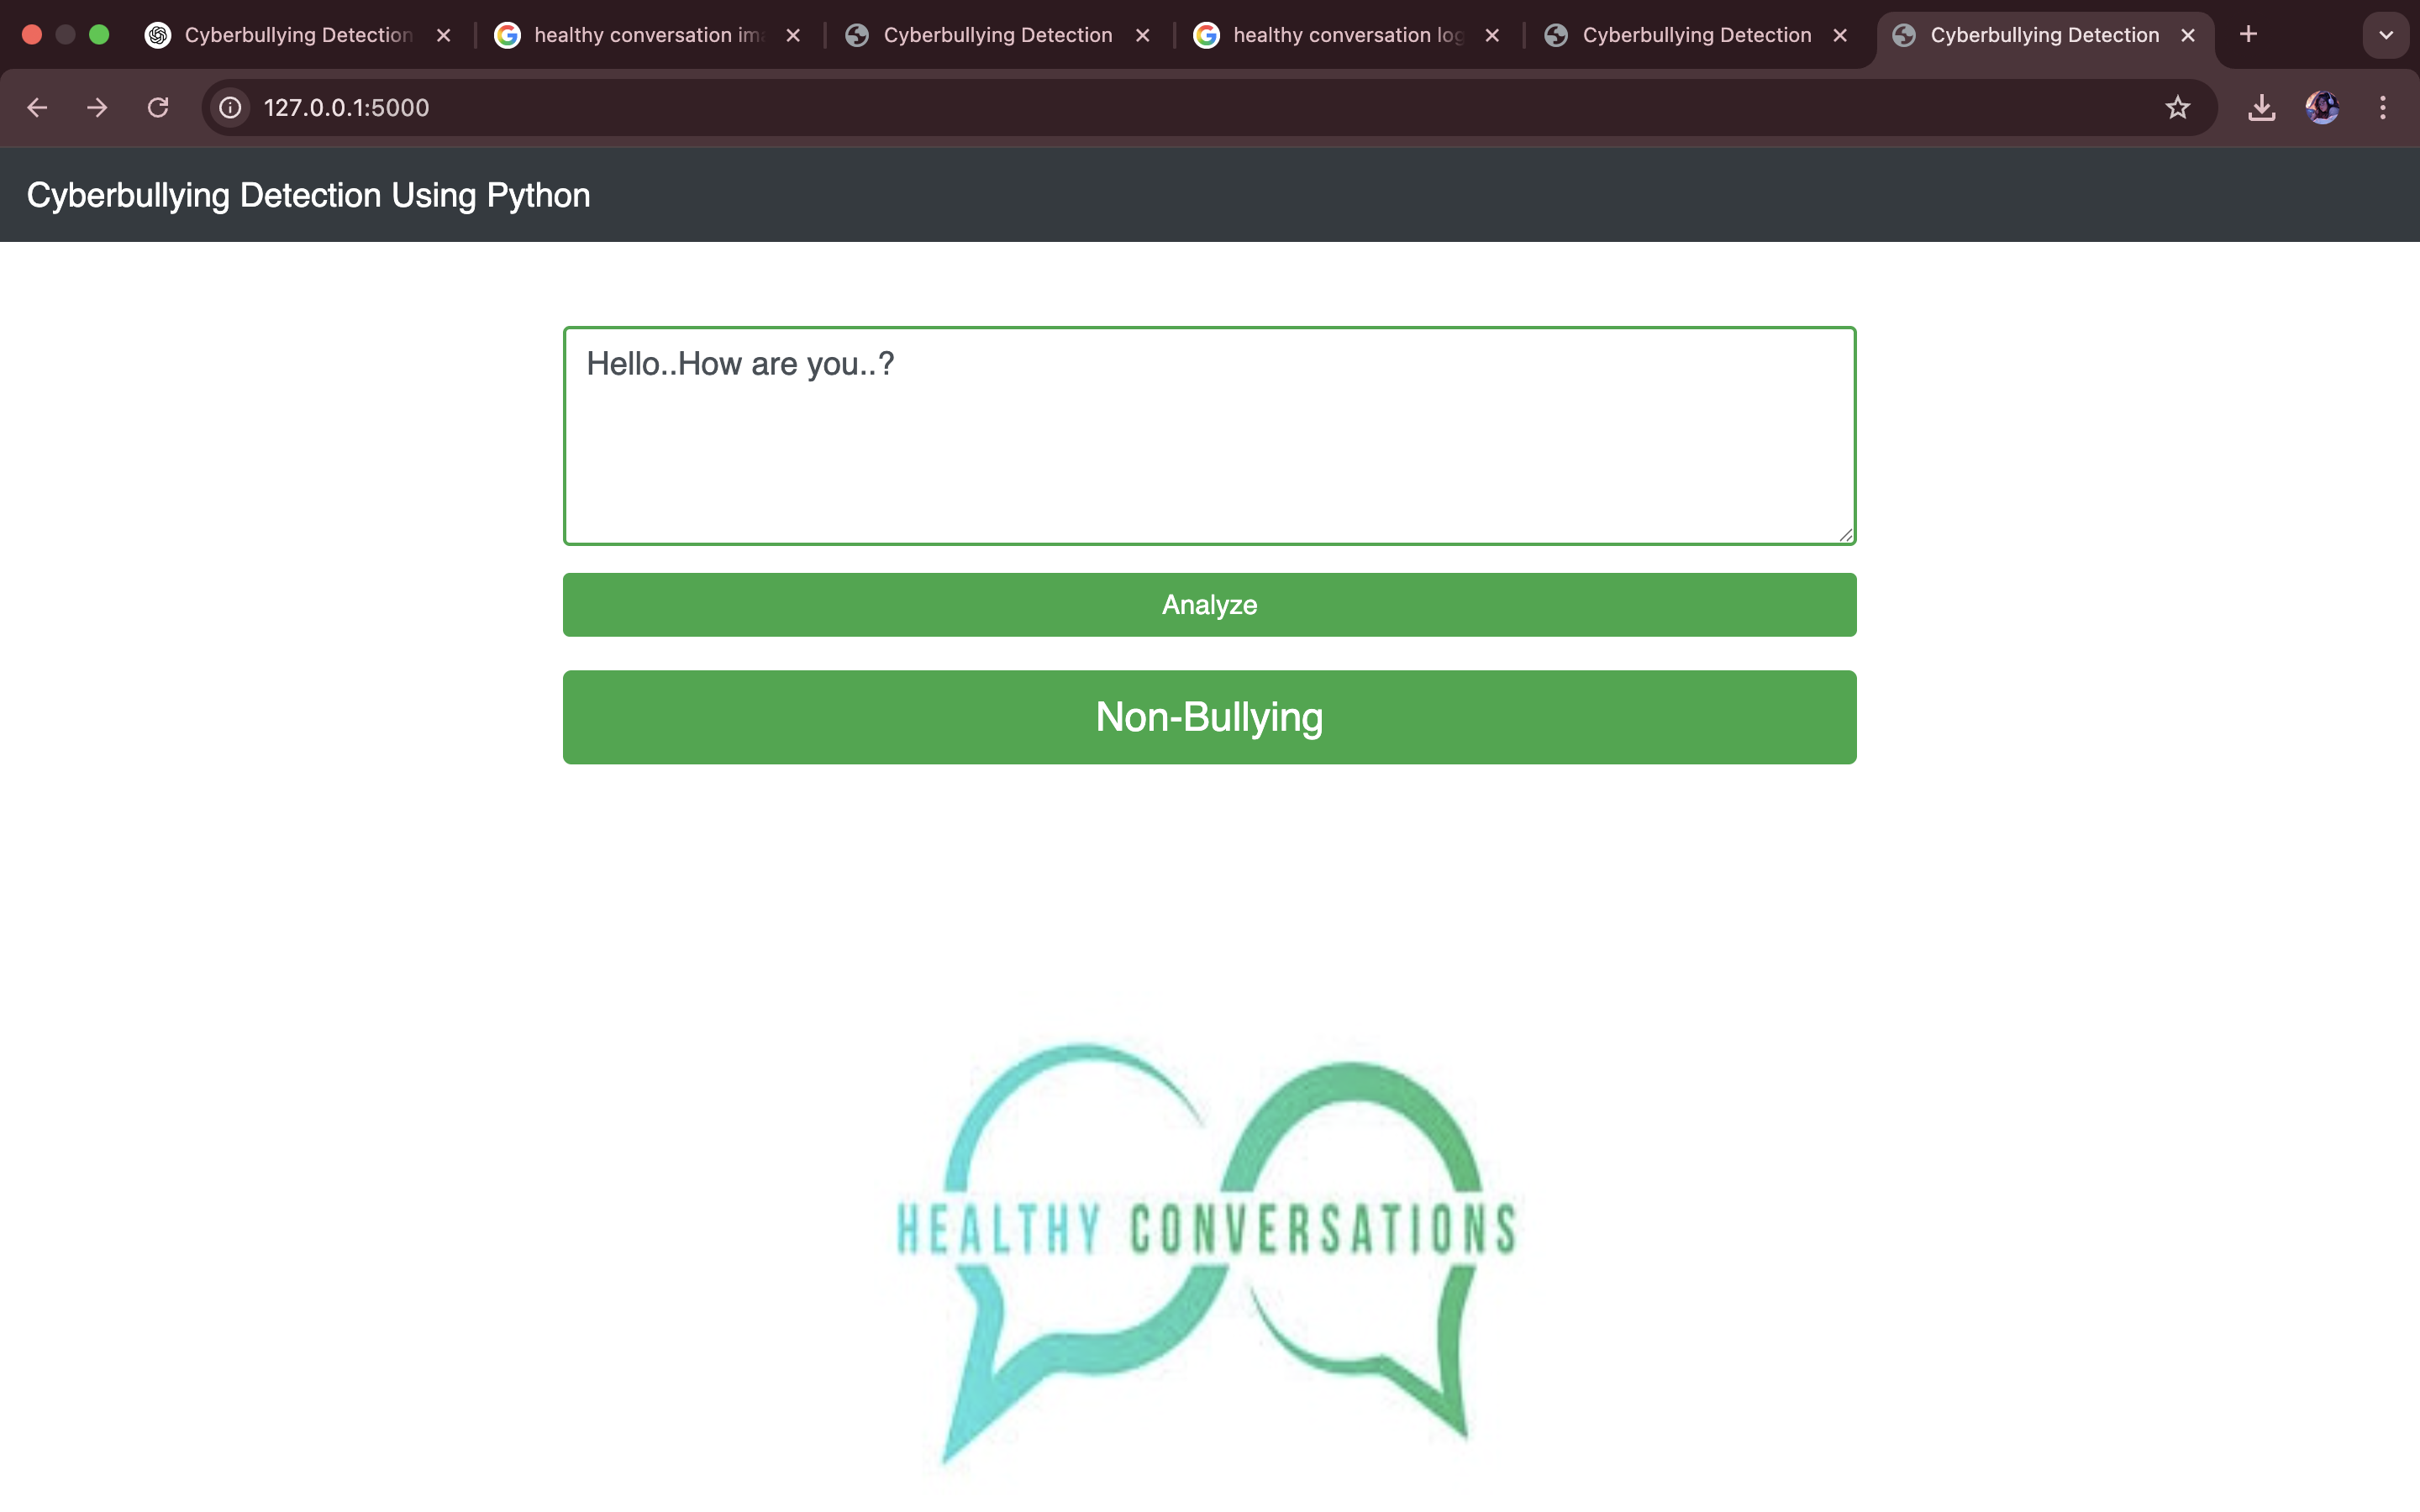 Cyberbullying Detection
healthy conversation im
Cyberbullying Detection
healthy conversation log
Cyberbullying Detection
Cyberbullying Detection
127.0.0.1:5000
Cyberbullying Detection Using Python
Hello..How are you..?
Analyze
Non-Bullying
HEALTHY CONVERSATIONS